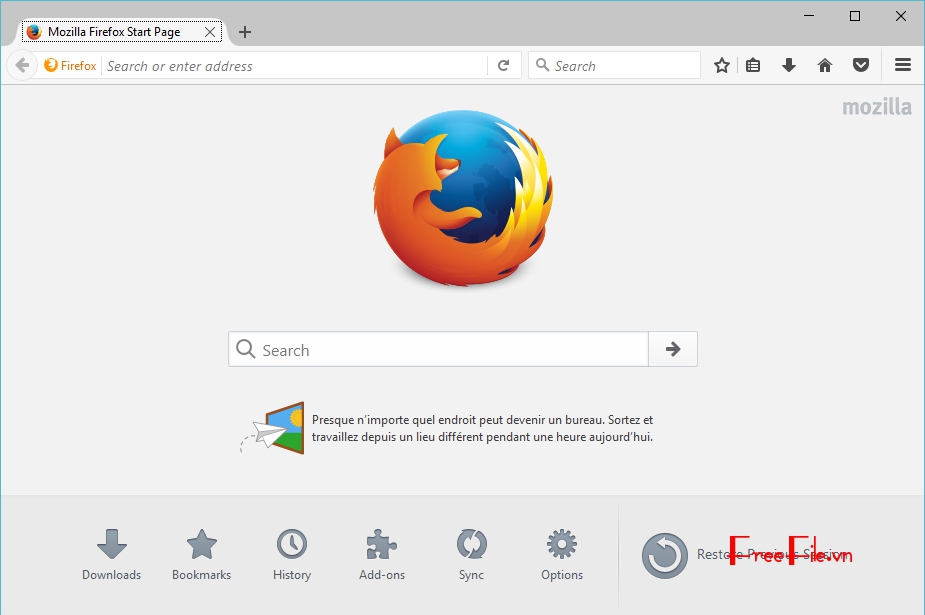 Mozilla Firefox Start Page
Firefox
Search or enter address
Search
mozilla
Search
Presque n’importe quel endroit peut devenir un bureau. Sortez et
travaillez depuis un lieu différent pendant une heure aujourd’hui.
Downloads
Bookmarks
History
Add-ons
Sync
Options
Restore Previous Session
FreeFile.vn